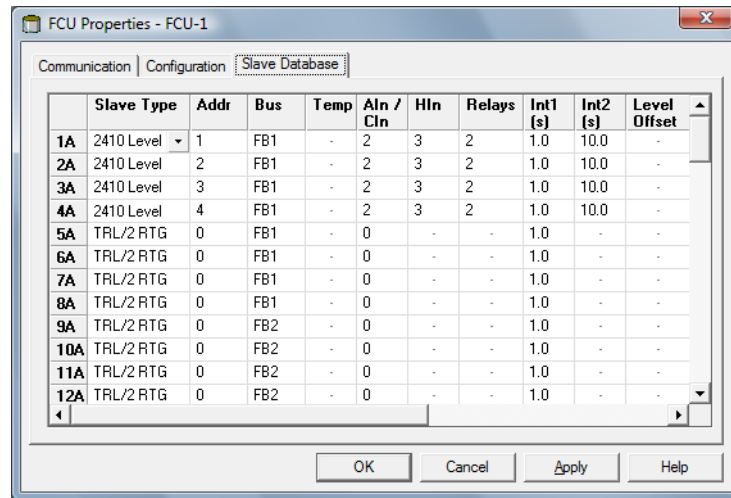 FCU Properties - FCU-1
Communication Configuration Slave Database
Slave Type Addr Bus Temp AIn / CIn HIn Relays Int1 (s) Int2 (s) Level Offset
1A 2410 Level 1 FB1 - 2 3 2 1.0 10.0 -
2A 2410 Level 2 FB1 - 2 3 2 1.0 10.0 -
3A 2410 Level 3 FB1 - 2 3 2 1.0 10.0 -
4A 2410 Level 4 FB1 - 2 3 2 1.0 10.0 -
5A TRL/2 RTG 0 FB1 - 0 - - 1.0 - -
6A TRL/2 RTG 0 FB1 - 0 - - 1.0 - -
7A TRL/2 RTG 0 FB1 - 0 - - 1.0 - -
8A TRL/2 RTG 0 FB1 - 0 - - 1.0 - -
9A TRL/2 RTG 0 FB2 - 0 - - 1.0 - -
10A TRL/2 RTG 0 FB2 - 0 - - 1.0 - -
11A TRL/2 RTG 0 FB2 - 0 - - 1.0 - -
12A TRL/2 RTG 0 FB2 - 0 - - 1.0 - -
OK Cancel Apply Help